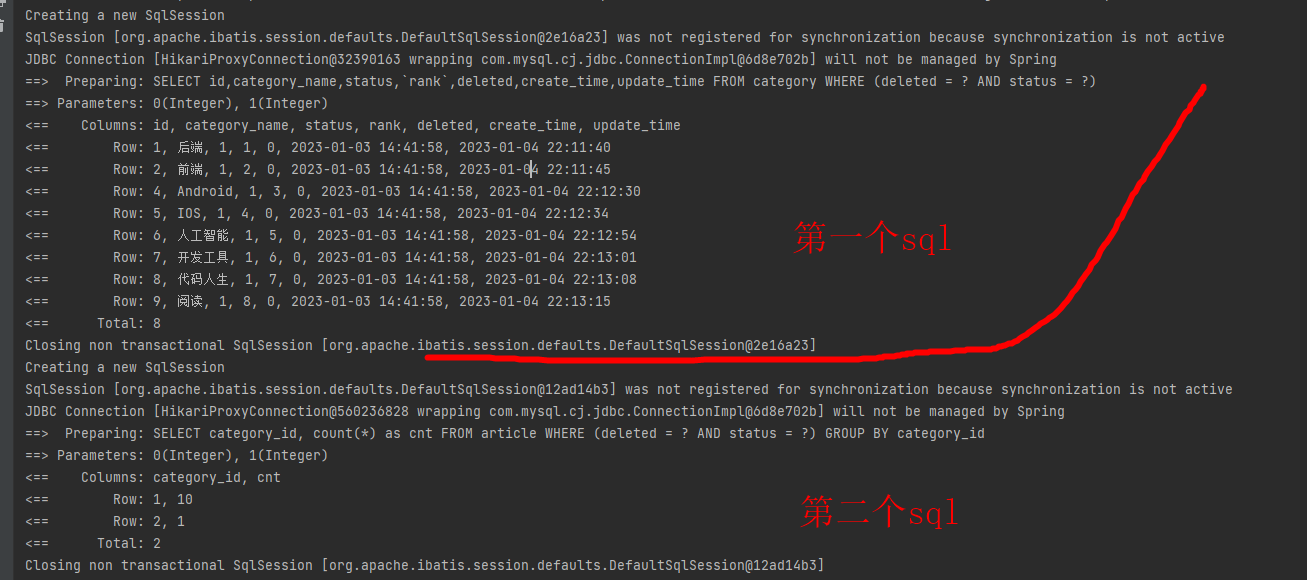 Creating a new SqlSession
SqlSession [org.apache.ibatis.session.defaults.DefaultSqlSession@2e16a23] was not registered for synchronization because synchronization is not active
JDBC Connection [HikariProxyConnection@32390163 wrapping com.mysql.cj.jdbc.ConnectionImpl@6d8e702b] will not be managed by Spring
==>  Preparing: SELECT id,category_name,status,`rank`,deleted,create_time,update_time FROM category WHERE (deleted = ? AND status = ?)
==> Parameters: 0(Integer), 1(Integer)
<==    Columns: id, category_name, status, rank, deleted, create_time, update_time
<==        Row: 1, 后端, 1, 1, 0, 2023-01-03 14:41:58, 2023-01-04 22:11:40
<==        Row: 2, 前端, 1, 2, 0, 2023-01-03 14:41:58, 2023-01-04 22:11:45
<==        Row: 4, Android, 1, 3, 0, 2023-01-03 14:41:58, 2023-01-04 22:12:30
<==        Row: 5, IOS, 1, 4, 0, 2023-01-03 14:41:58, 2023-01-04 22:12:34
<==        Row: 6, 人工智能, 1, 5, 0, 2023-01-03 14:41:58, 2023-01-04 22:12:54
<==        Row: 7, 开发工具, 1, 6, 0, 2023-01-03 14:41:58, 2023-01-04 22:13:01
<==        Row: 8, 代码人生, 1, 7, 0, 2023-01-03 14:41:58, 2023-01-04 22:13:08
<==        Row: 9, 阅读, 1, 8, 0, 2023-01-03 14:41:58, 2023-01-04 22:13:15
<==      Total: 8
第一个sql
Closing non transactional SqlSession [org.apache.ibatis.session.defaults.DefaultSqlSession@2e16a23]
Creating a new SqlSession
SqlSession [org.apache.ibatis.session.defaults.DefaultSqlSession@12ad14b3] was not registered for synchronization because synchronization is not active
JDBC Connection [HikariProxyConnection@560236828 wrapping com.mysql.cj.jdbc.ConnectionImpl@6d8e702b] will not be managed by Spring
==>  Preparing: SELECT category_id, count(*) as cnt FROM article WHERE (deleted = ? AND status = ?) GROUP BY category_id
==> Parameters: 0(Integer), 1(Integer)
<==    Columns: category_id, cnt
<==        Row: 1, 10
<==        Row: 2, 1
<==      Total: 2
第二个sql
Closing non transactional SqlSession [org.apache.ibatis.session.defaults.DefaultSqlSession@12ad14b3]